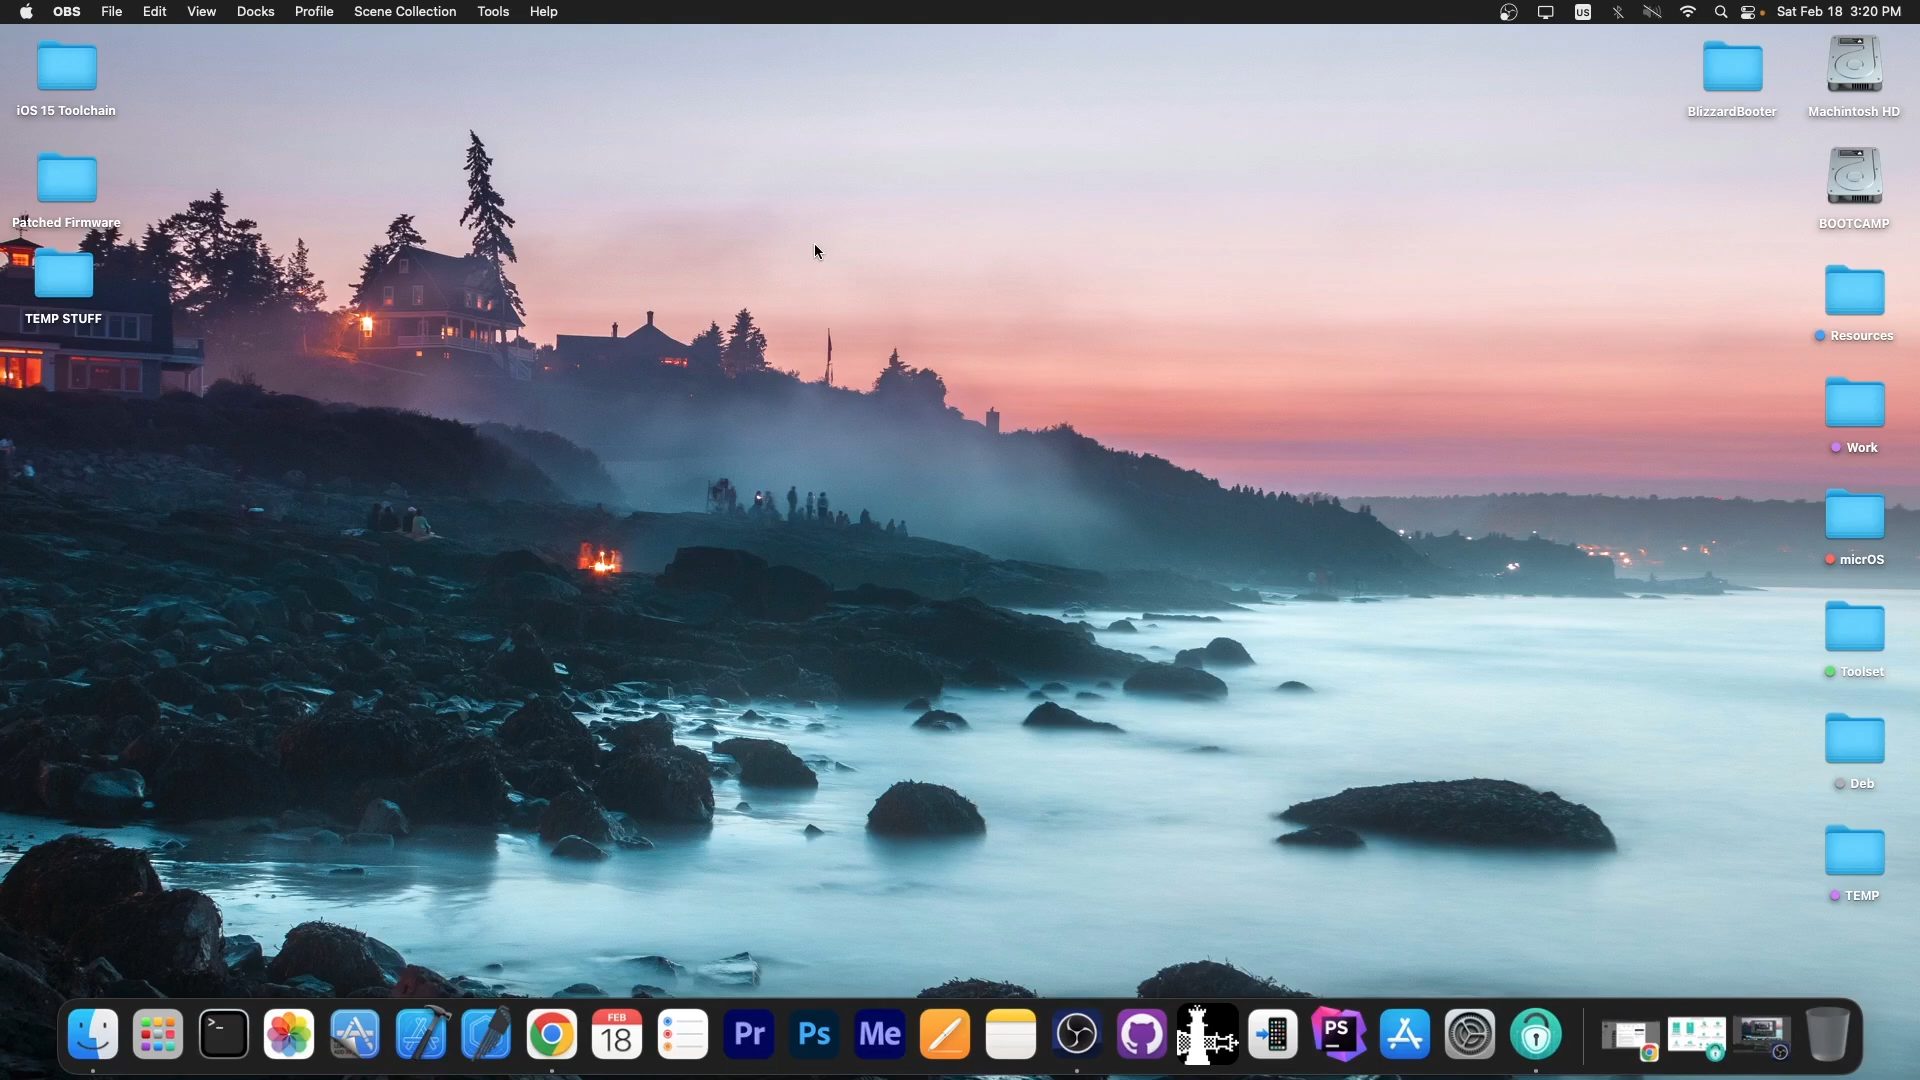 OBS File Edit View Docks Profile Scene Collection Tools Help US Sat Feb 18 3:20 PM
iOS 15 Toolchain
BlizzardBooter
Machintosh HD
Patched Firmware
BOOTCAMP
TEMP STUFF
Resources
Work
micrOS
Toolset
Deb
TEMP
>_
FEB
18
Pr
Ps
Me
PS